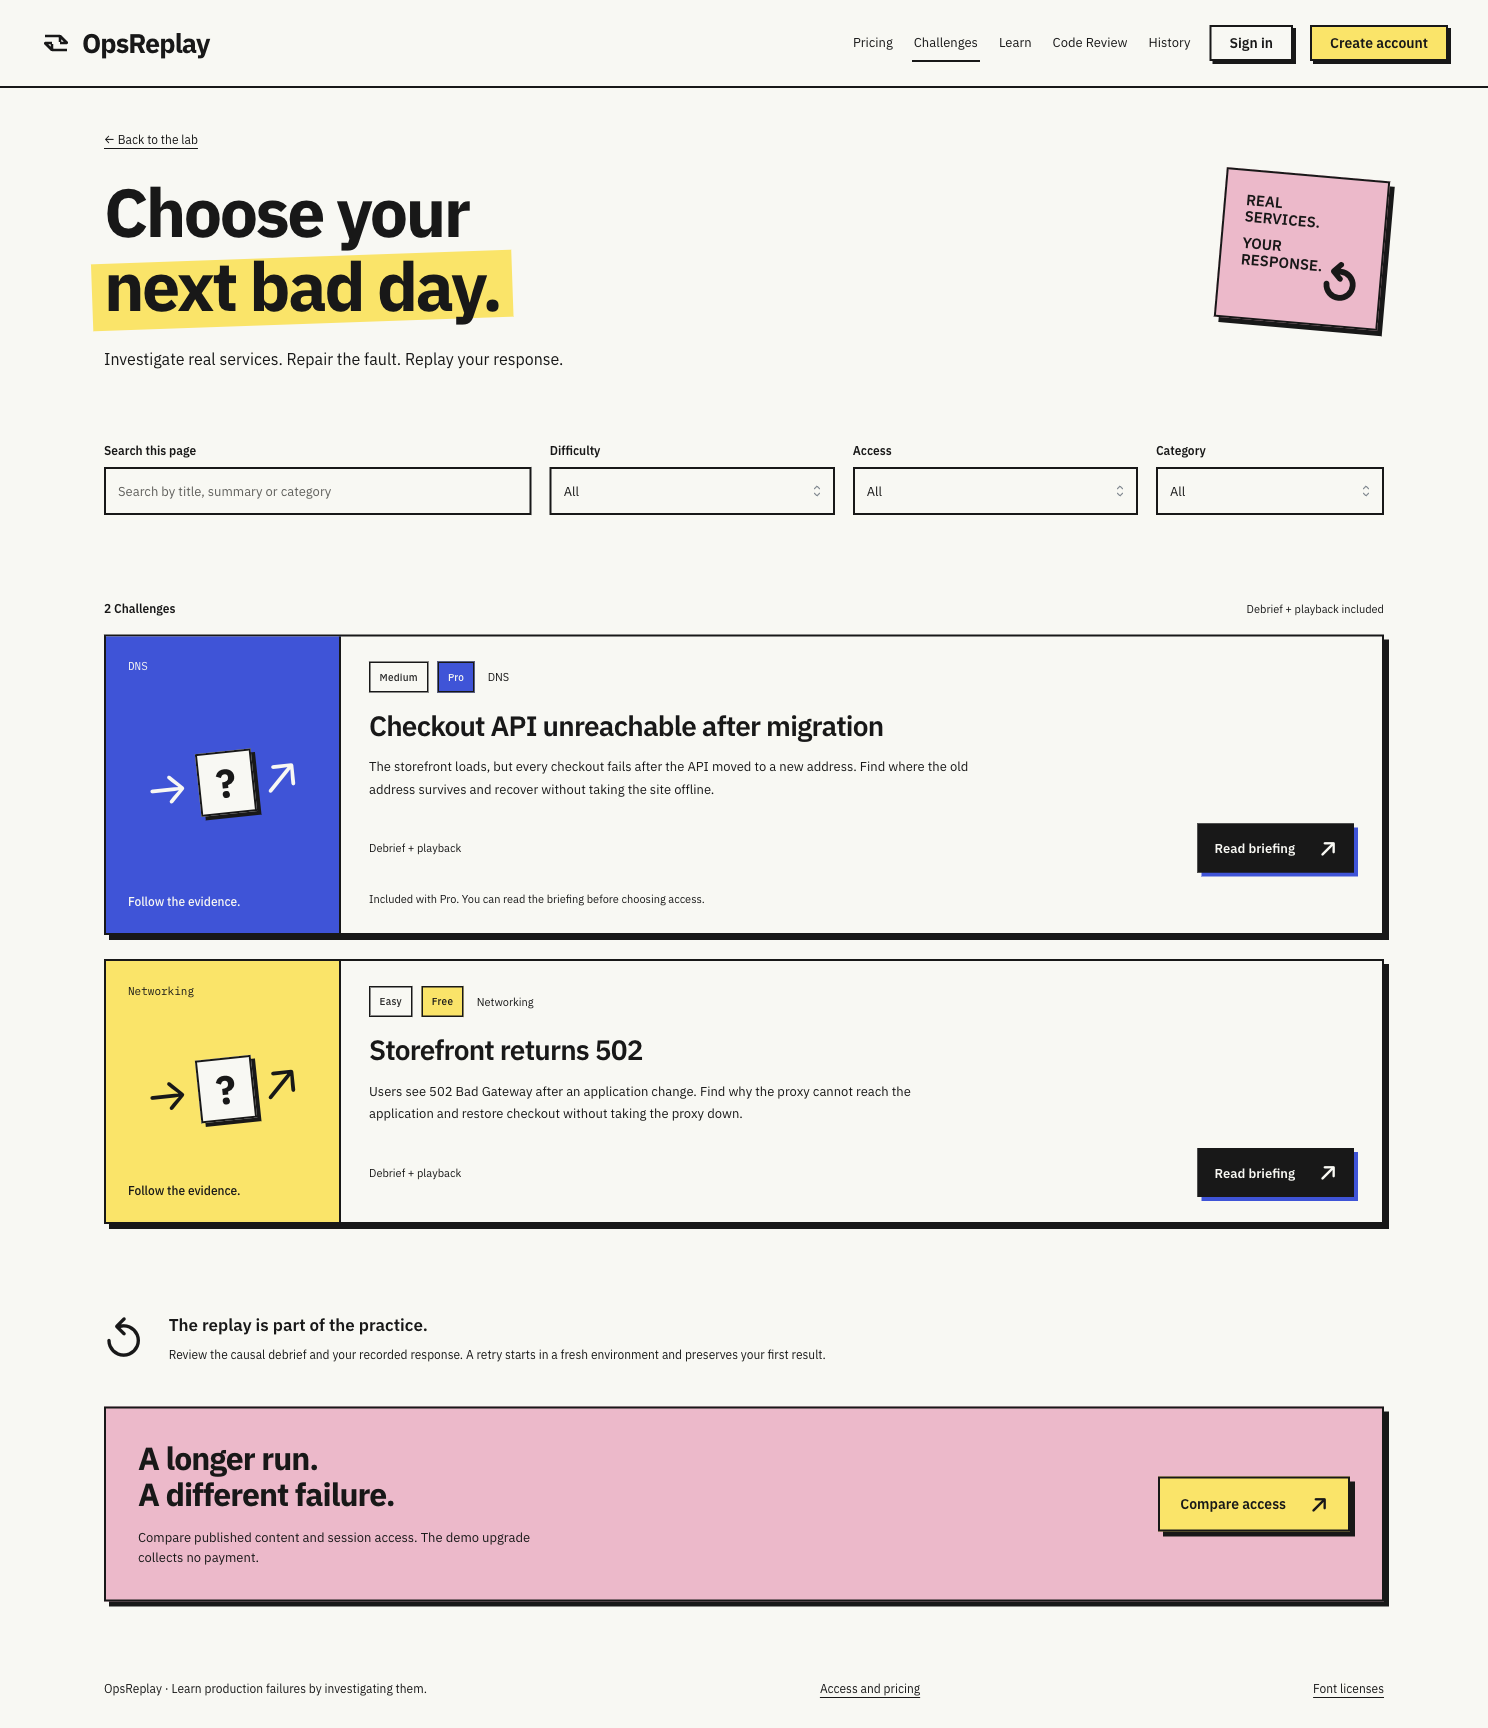 OpsReplay
Pricing
Challenges
Learn
Code Review
History
Sign in
Create account
← Back to the lab
Choose your
next bad day.
REAL
SERVICES.
YOUR
RESPONSE.
Investigate real services. Repair the fault. Replay your response.
Search this page
Search by title, summary or category
Difficulty
All
Access
All
Category
All
2 Challenges
Debrief + playback included
DNS
?
Follow the evidence.
Medium
Pro
DNS
Checkout API unreachable after migration
The storefront loads, but every checkout fails after the API moved to a new address. Find where the old
address survives and recover without taking the site offline.
Debrief + playback
Read briefing
Included with Pro. You can read the briefing before choosing access.
Networking
?
Follow the evidence.
Easy
Free
Networking
Storefront returns 502
Users see 502 Bad Gateway after an application change. Find why the proxy cannot reach the
application and restore checkout without taking the proxy down.
Debrief + playback
Read briefing
The replay is part of the practice.
Review the causal debrief and your recorded response. A retry starts in a fresh environment and preserves your first result.
A longer run.
A different failure.
Compare published content and session access. The demo upgrade
collects no payment.
Compare access
OpsReplay · Learn production failures by investigating them.
Access and pricing
Font licenses